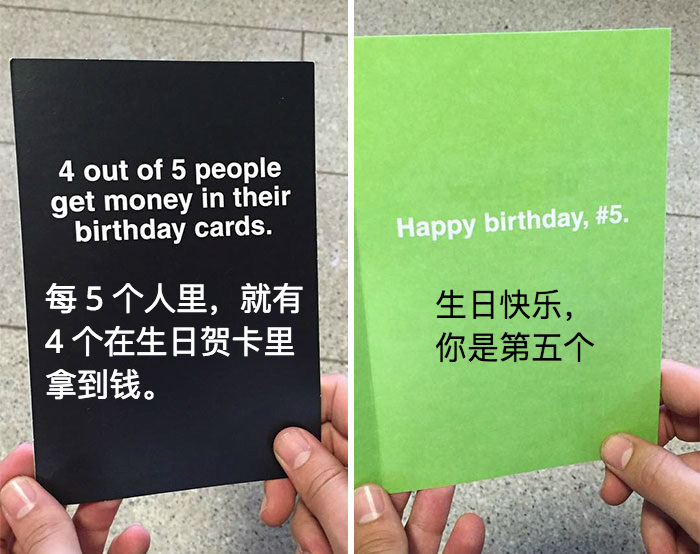 4 out of 5 people
get money in their
birthday cards.
每 5 个人里，就有
4 个在生日贺卡里
拿到钱。
Happy birthday, #5.
生日快乐，
你是第五个